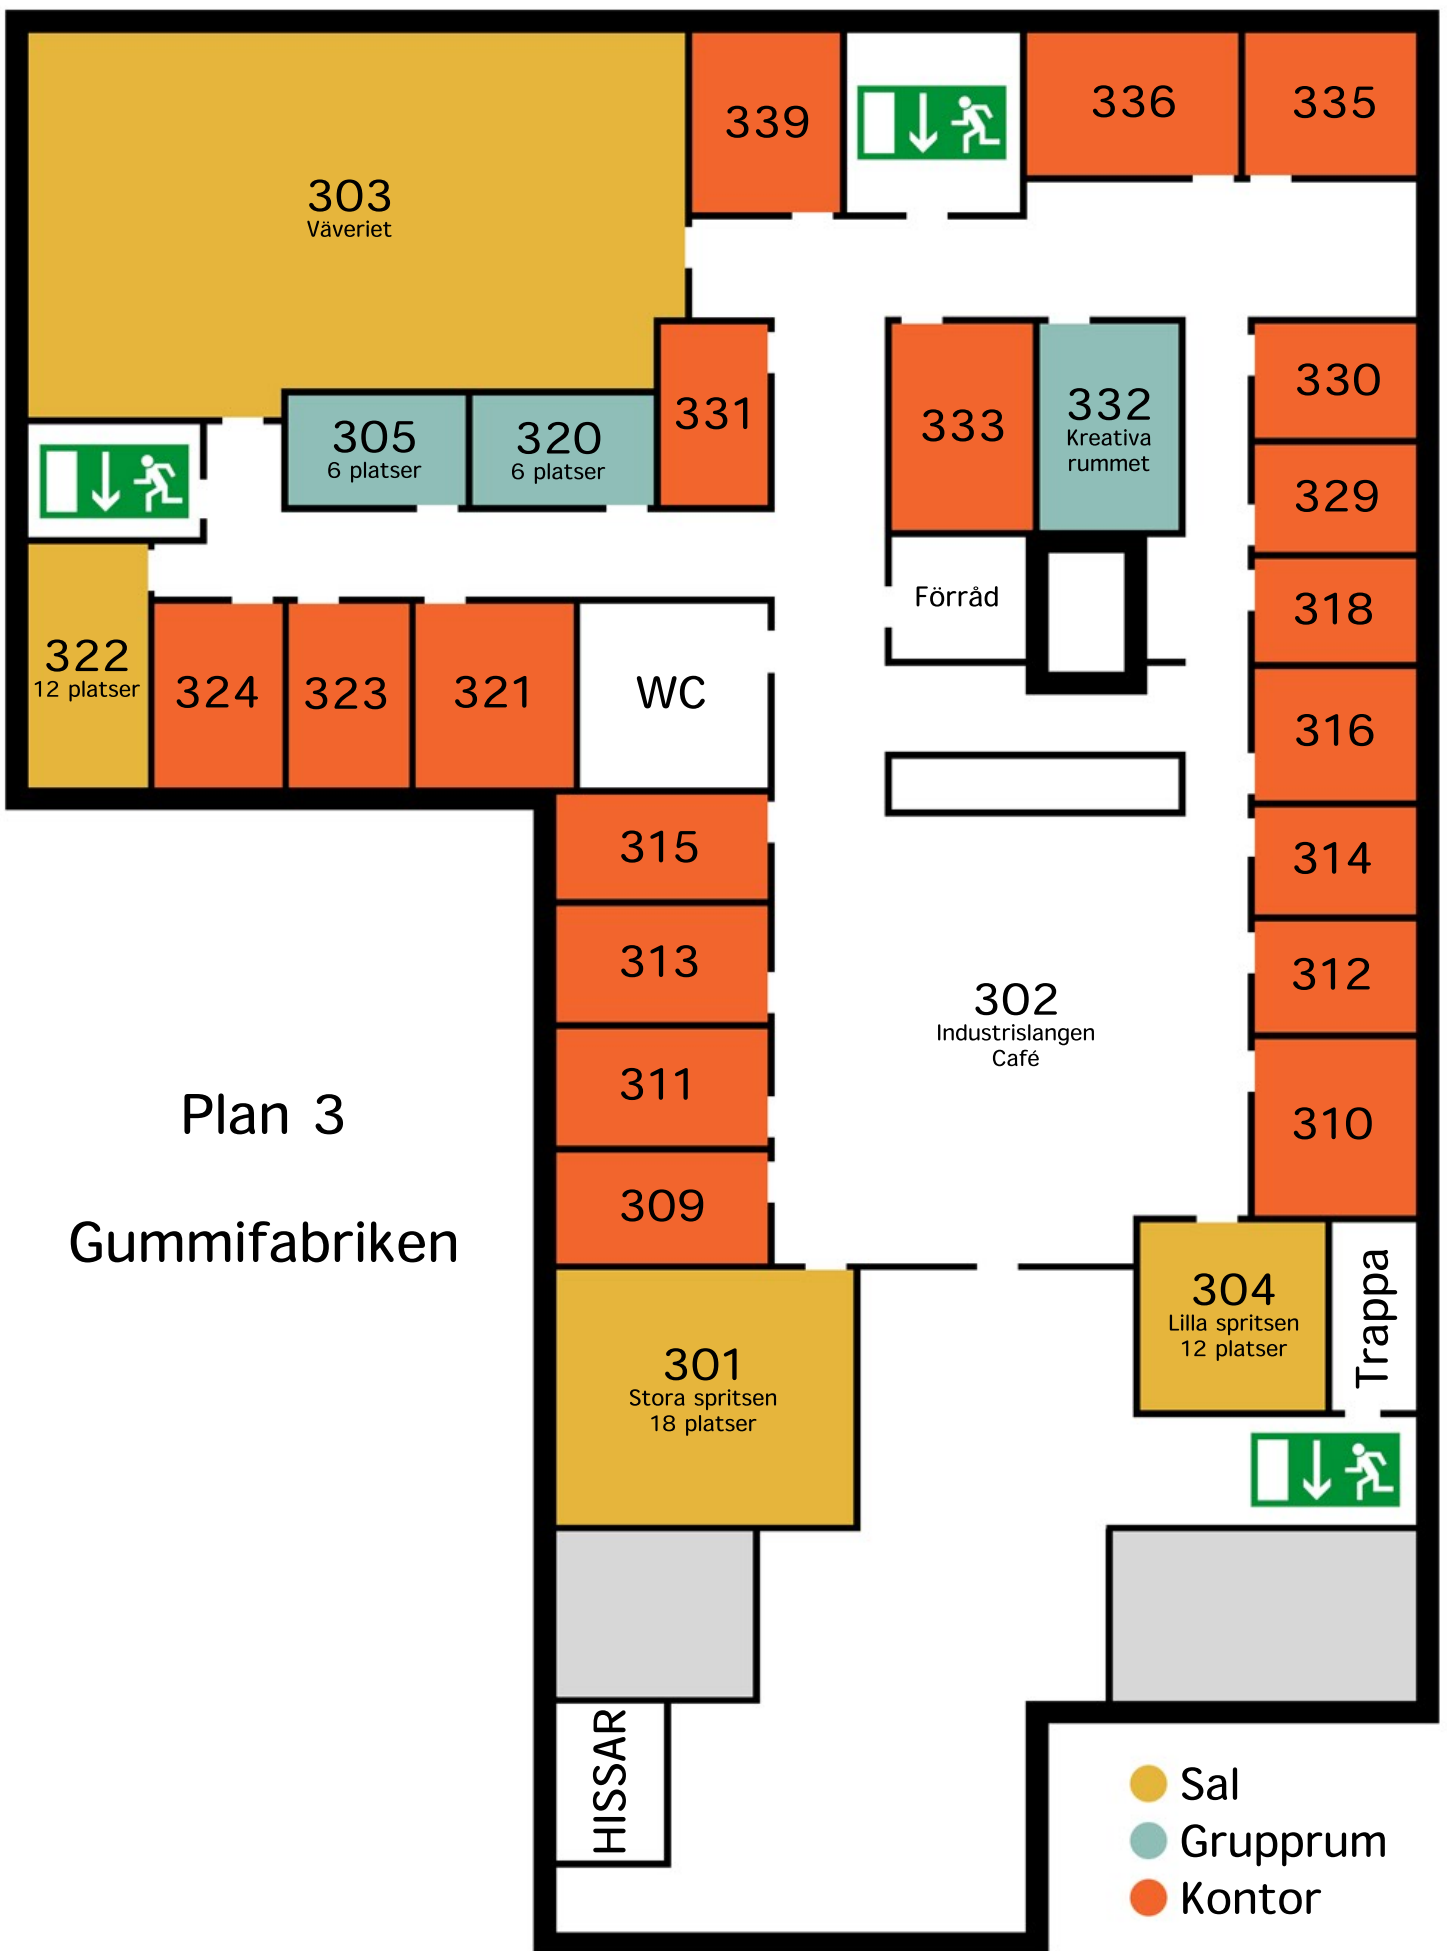 339
336
335
303
Väveriet
331
333
332
Kreativa
rummet
330
305
6 platser
320
6 platser
329
Förråd
318
322
12 platser
324
323
321
WC
316
315
314
313
312
302
Industrislangen
Café
311
310
Plan 3
309
Gummifabriken
304
Lilla spritsen
12 platser
Trappa
301
Stora spritsen
18 platser
HISSAR
Sal
Grupprum
Kontor